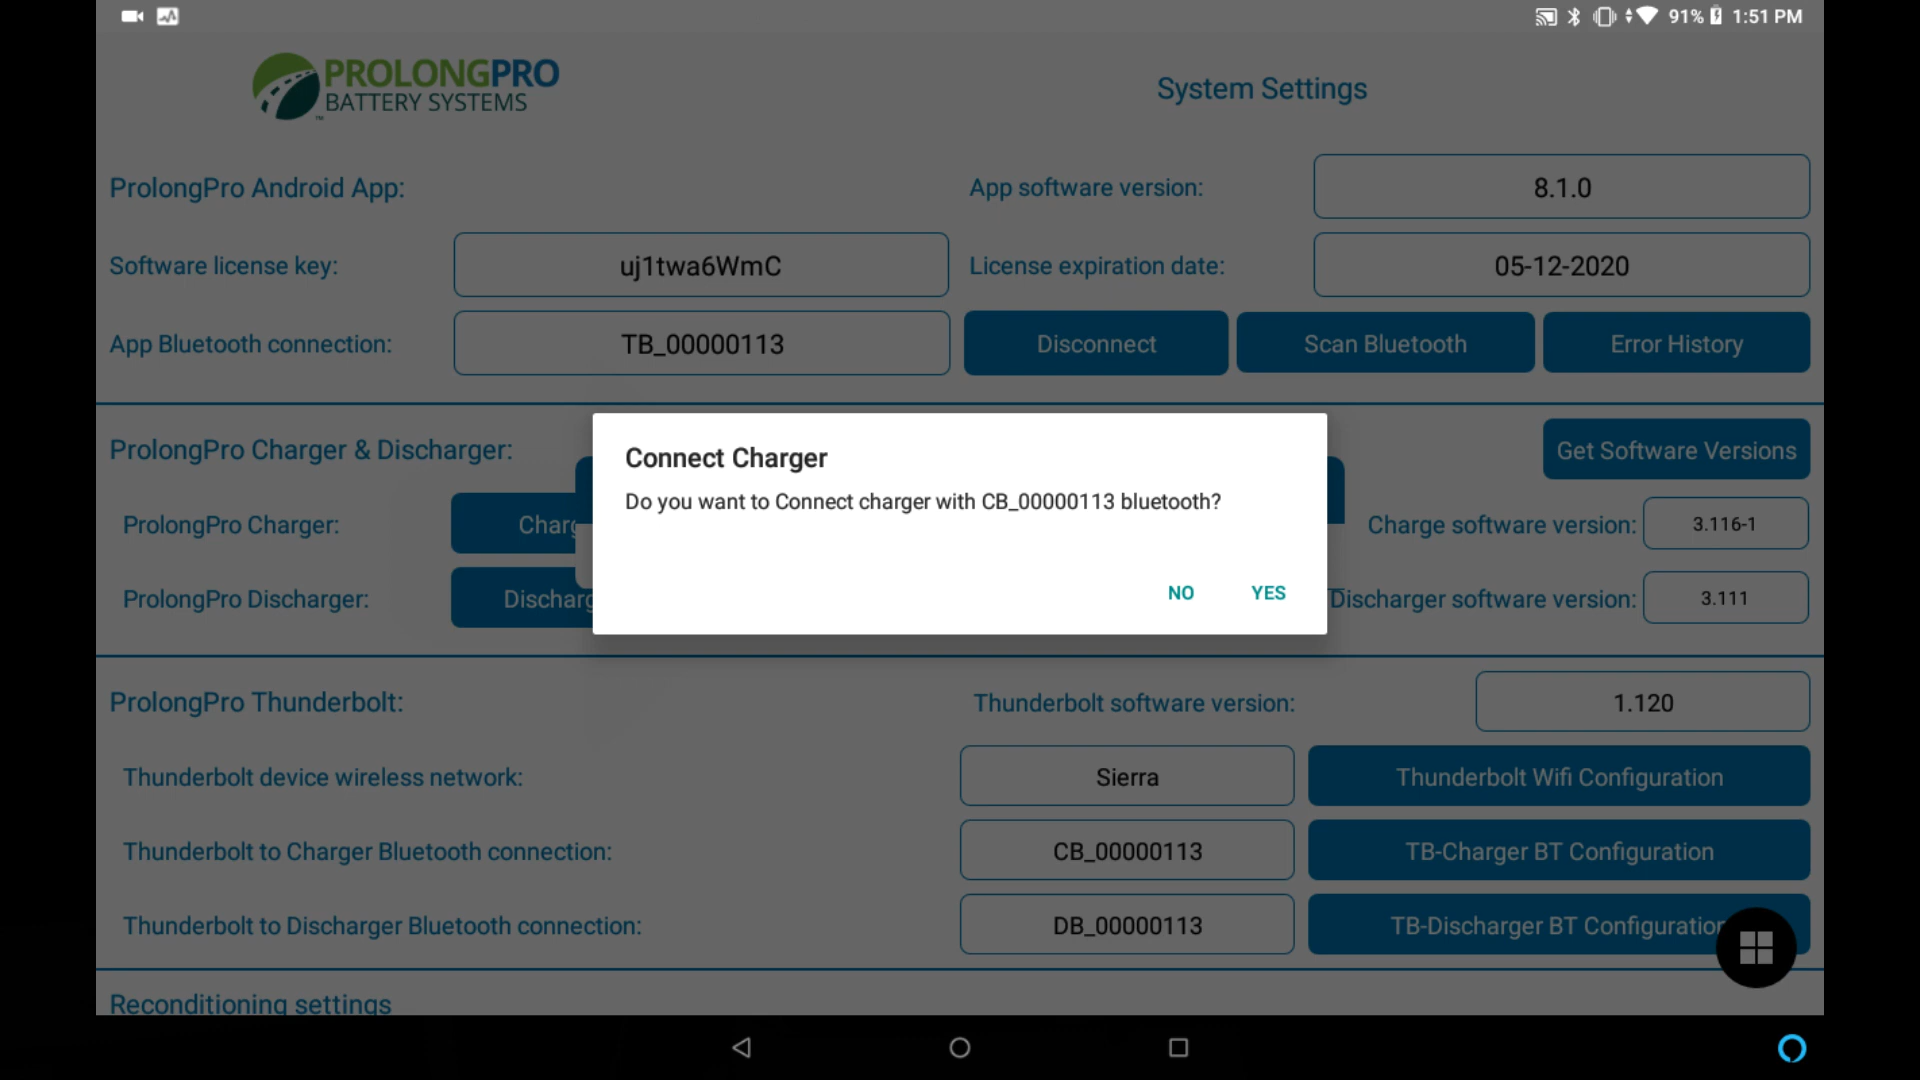 91% 1:51 PM
PROLONGPRO
BATTERY SYSTEMS
™
System Settings
ProlongPro Android App:
App software version:
8.1.0
Software license key:
uj1twa6WmC
License expiration date:
05-12-2020
App Bluetooth connection:
TB_00000113
Disconnect
Scan Bluetooth
Error History
ProlongPro Charger & Discharger:
Get Software Versions
Connect Charger
Do you want to Connect charger with CB_00000113 bluetooth?
NO
YES
ProlongPro Charger:
Charg
Charge software version:
3.116-1
ProlongPro Discharger:
Discharg
Discharger software version:
3.111
ProlongPro Thunderbolt:
Thunderbolt software version:
1.120
Thunderbolt device wireless network:
Sierra
Thunderbolt Wifi Configuration
Thunderbolt to Charger Bluetooth connection:
CB_00000113
TB-Charger BT Configuration
Thunderbolt to Discharger Bluetooth connection:
DB_00000113
TB-Discharger BT Configuration
Reconditioning settings